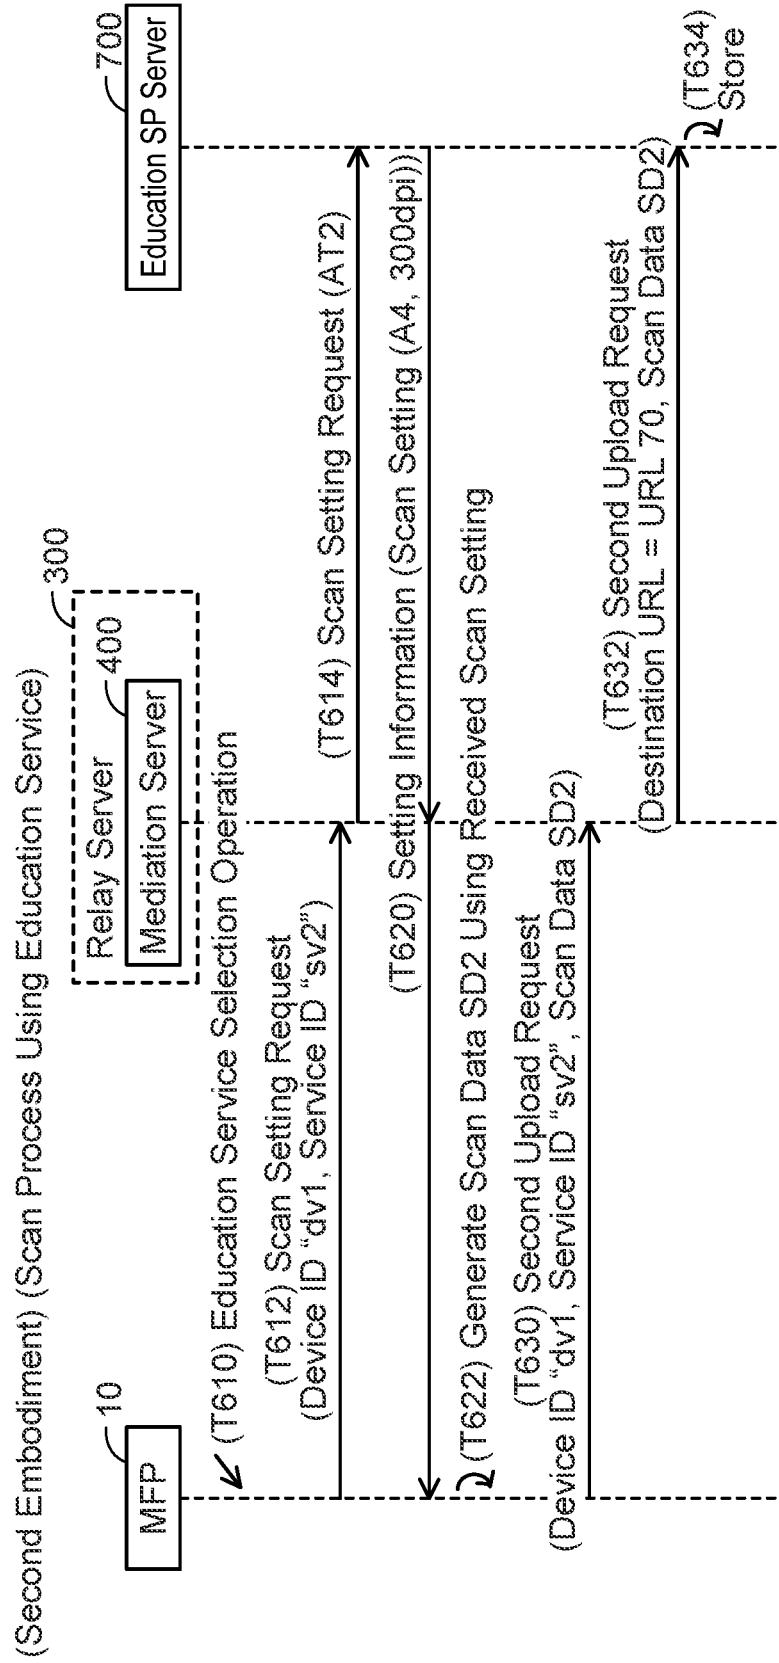 (Second Embodiment) (Scan Process Using Education Service)
300
10
Relay Server
400
700
MFP
Mediation Server
Education SP Server
(T610) Education Service Selection Operation
(T612) Scan Setting Request
(Device ID “dv1, Service ID “sv2”)
(T614) Scan Setting Request (AT2)
(T620) Setting Information (Scan Setting (A4, 300dpi))
(T622) Generate Scan Data SD2 Using Received Scan Setting
(T630) Second Upload Request
(Device ID “dv1, Service ID “sv2”, Scan Data SD2)
(T632) Second Upload Request
(Destination URL = URL 70, Scan Data SD2)
(T634)
Store